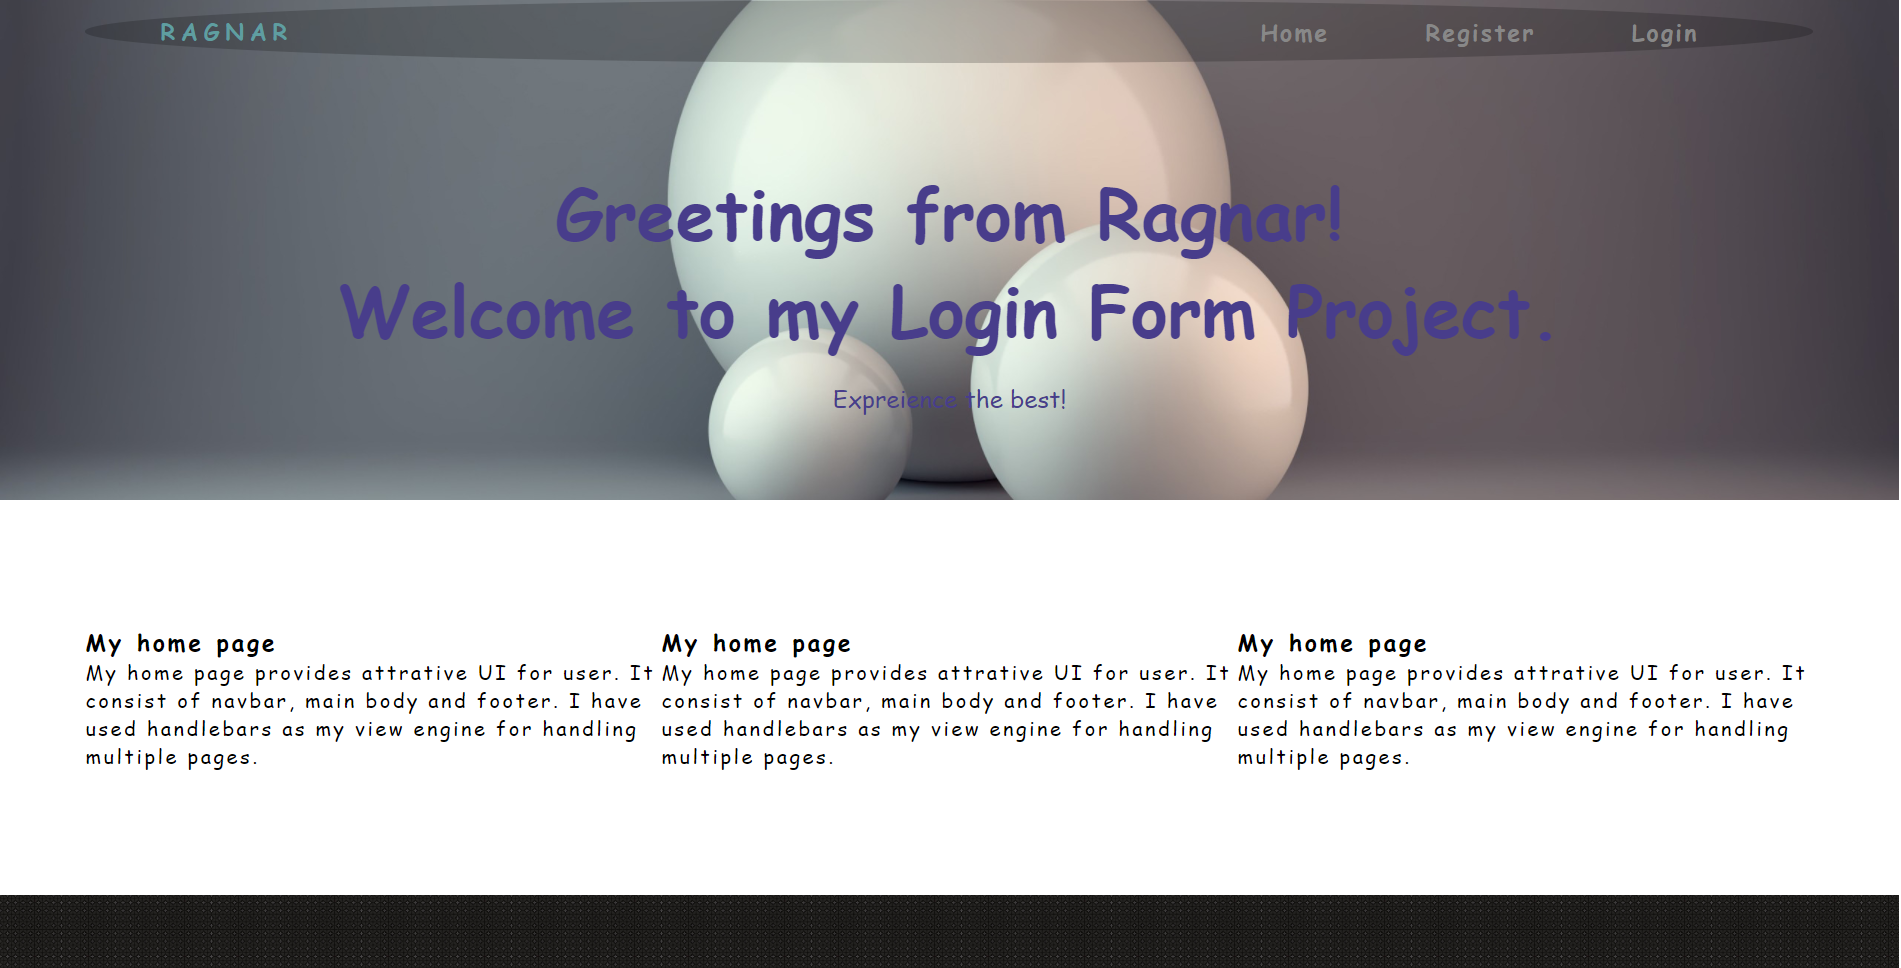 RAGNAR
Home Register Login
Greetings from Ragnar!
Welcome to my Login Form Project.
Expreience the best!
My home page
My home page provides attrative UI for user. It
consist of navbar, main body and footer. I have
used handlebars as my view engine for handling
multiple pages.
My home page
My home page provides attrative UI for user. It
consist of navbar, main body and footer. I have
used handlebars as my view engine for handling
multiple pages.
My home page
My home page provides attrative UI for user. It
consist of navbar, main body and footer. I have
used handlebars as my view engine for handling
multiple pages.